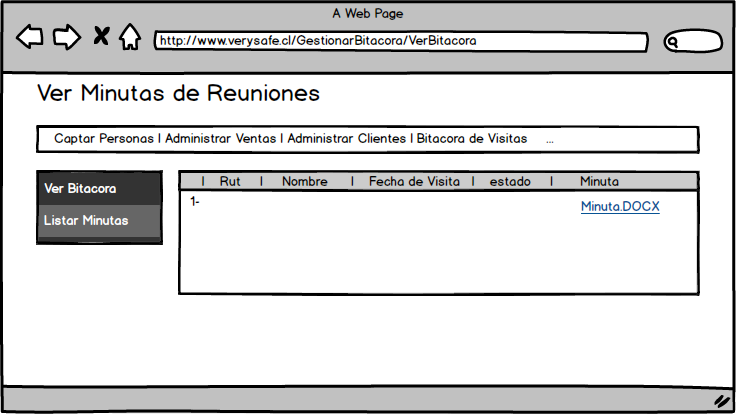 A Web Page
http://www.verysafe.cl/GestionarBitacora/VerBitacora
Ver Minutas de Reuniones
Captar Personas | Administrar Ventas | Administrar Clientes | Bitacora de Visitas ...
Ver Bitacora
Listar Minutas
| Rut | Nombre | Fecha de Visita | estado | Minuta
1-
Minuta.DOCX